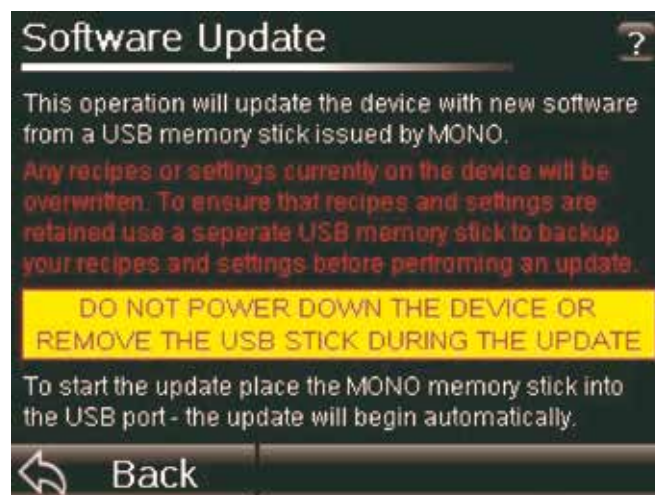 Software Update
?
This operation will update the device with new software
from a USB memory stick issued by MONO.
Any recipes or settings currently on the device will be
overwritten. To ensure that recipes and settings are
retained use a seperate USB memory stick to backup
your recipes and settings before pertroming an update.
DO NOT POWER DOWN THE DEVICE OR
REMOVE THE USB STICK DURING THE UPDATE
To start the update place the MONO memory stick into
the USB port - the update will begin automatically.
Back